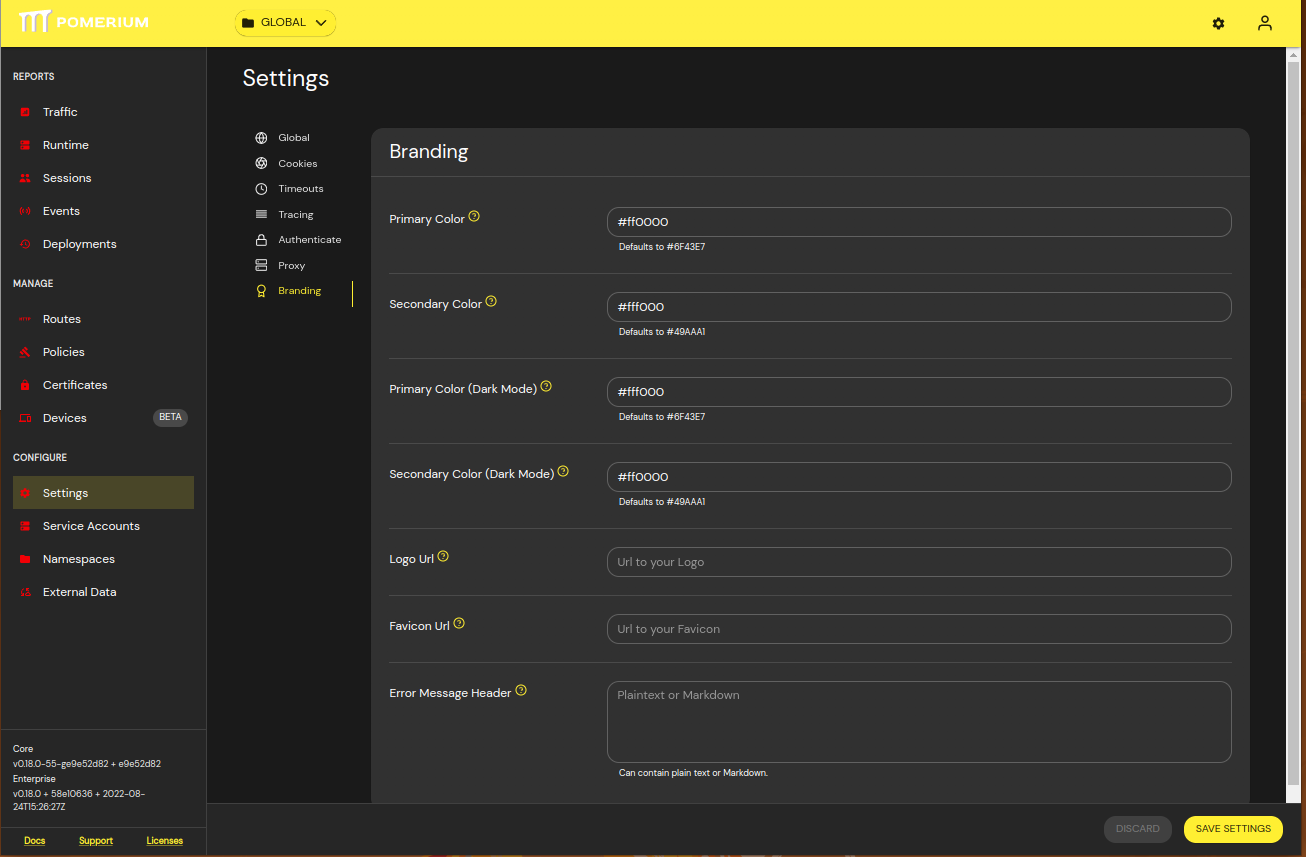 POMERIUM
GLOBAL
REPORTS
Traffic
Runtime
Sessions
Events
Deployments
MANAGE
Routes
Policies
Certificates
Devices BETA
CONFIGURE
Settings
Service Accounts
Namespaces
External Data
Core
v0.18.0-55-ge9e52d82 + e9e52d82
Enterprise
v0.18.0 + 58e10636 + 2022-08-
24T15:26:27Z
Docs Support Licenses
Settings
Global
Cookies
Timeouts
Tracing
Authenticate
Proxy
Branding
Branding
Primary Color #ff0000
Defaults to #6F43E7
Secondary Color #fff000
Defaults to #49AAA1
Primary Color (Dark Mode) #fff000
Defaults to #6F43E7
Secondary Color (Dark Mode) #ff0000
Defaults to #49AAA1
Logo Url Url to your Logo
Favicon Url Url to your Favicon
Error Message Header Plaintext or Markdown
Can contain plain text or Markdown.
DISCARD SAVE SETTINGS